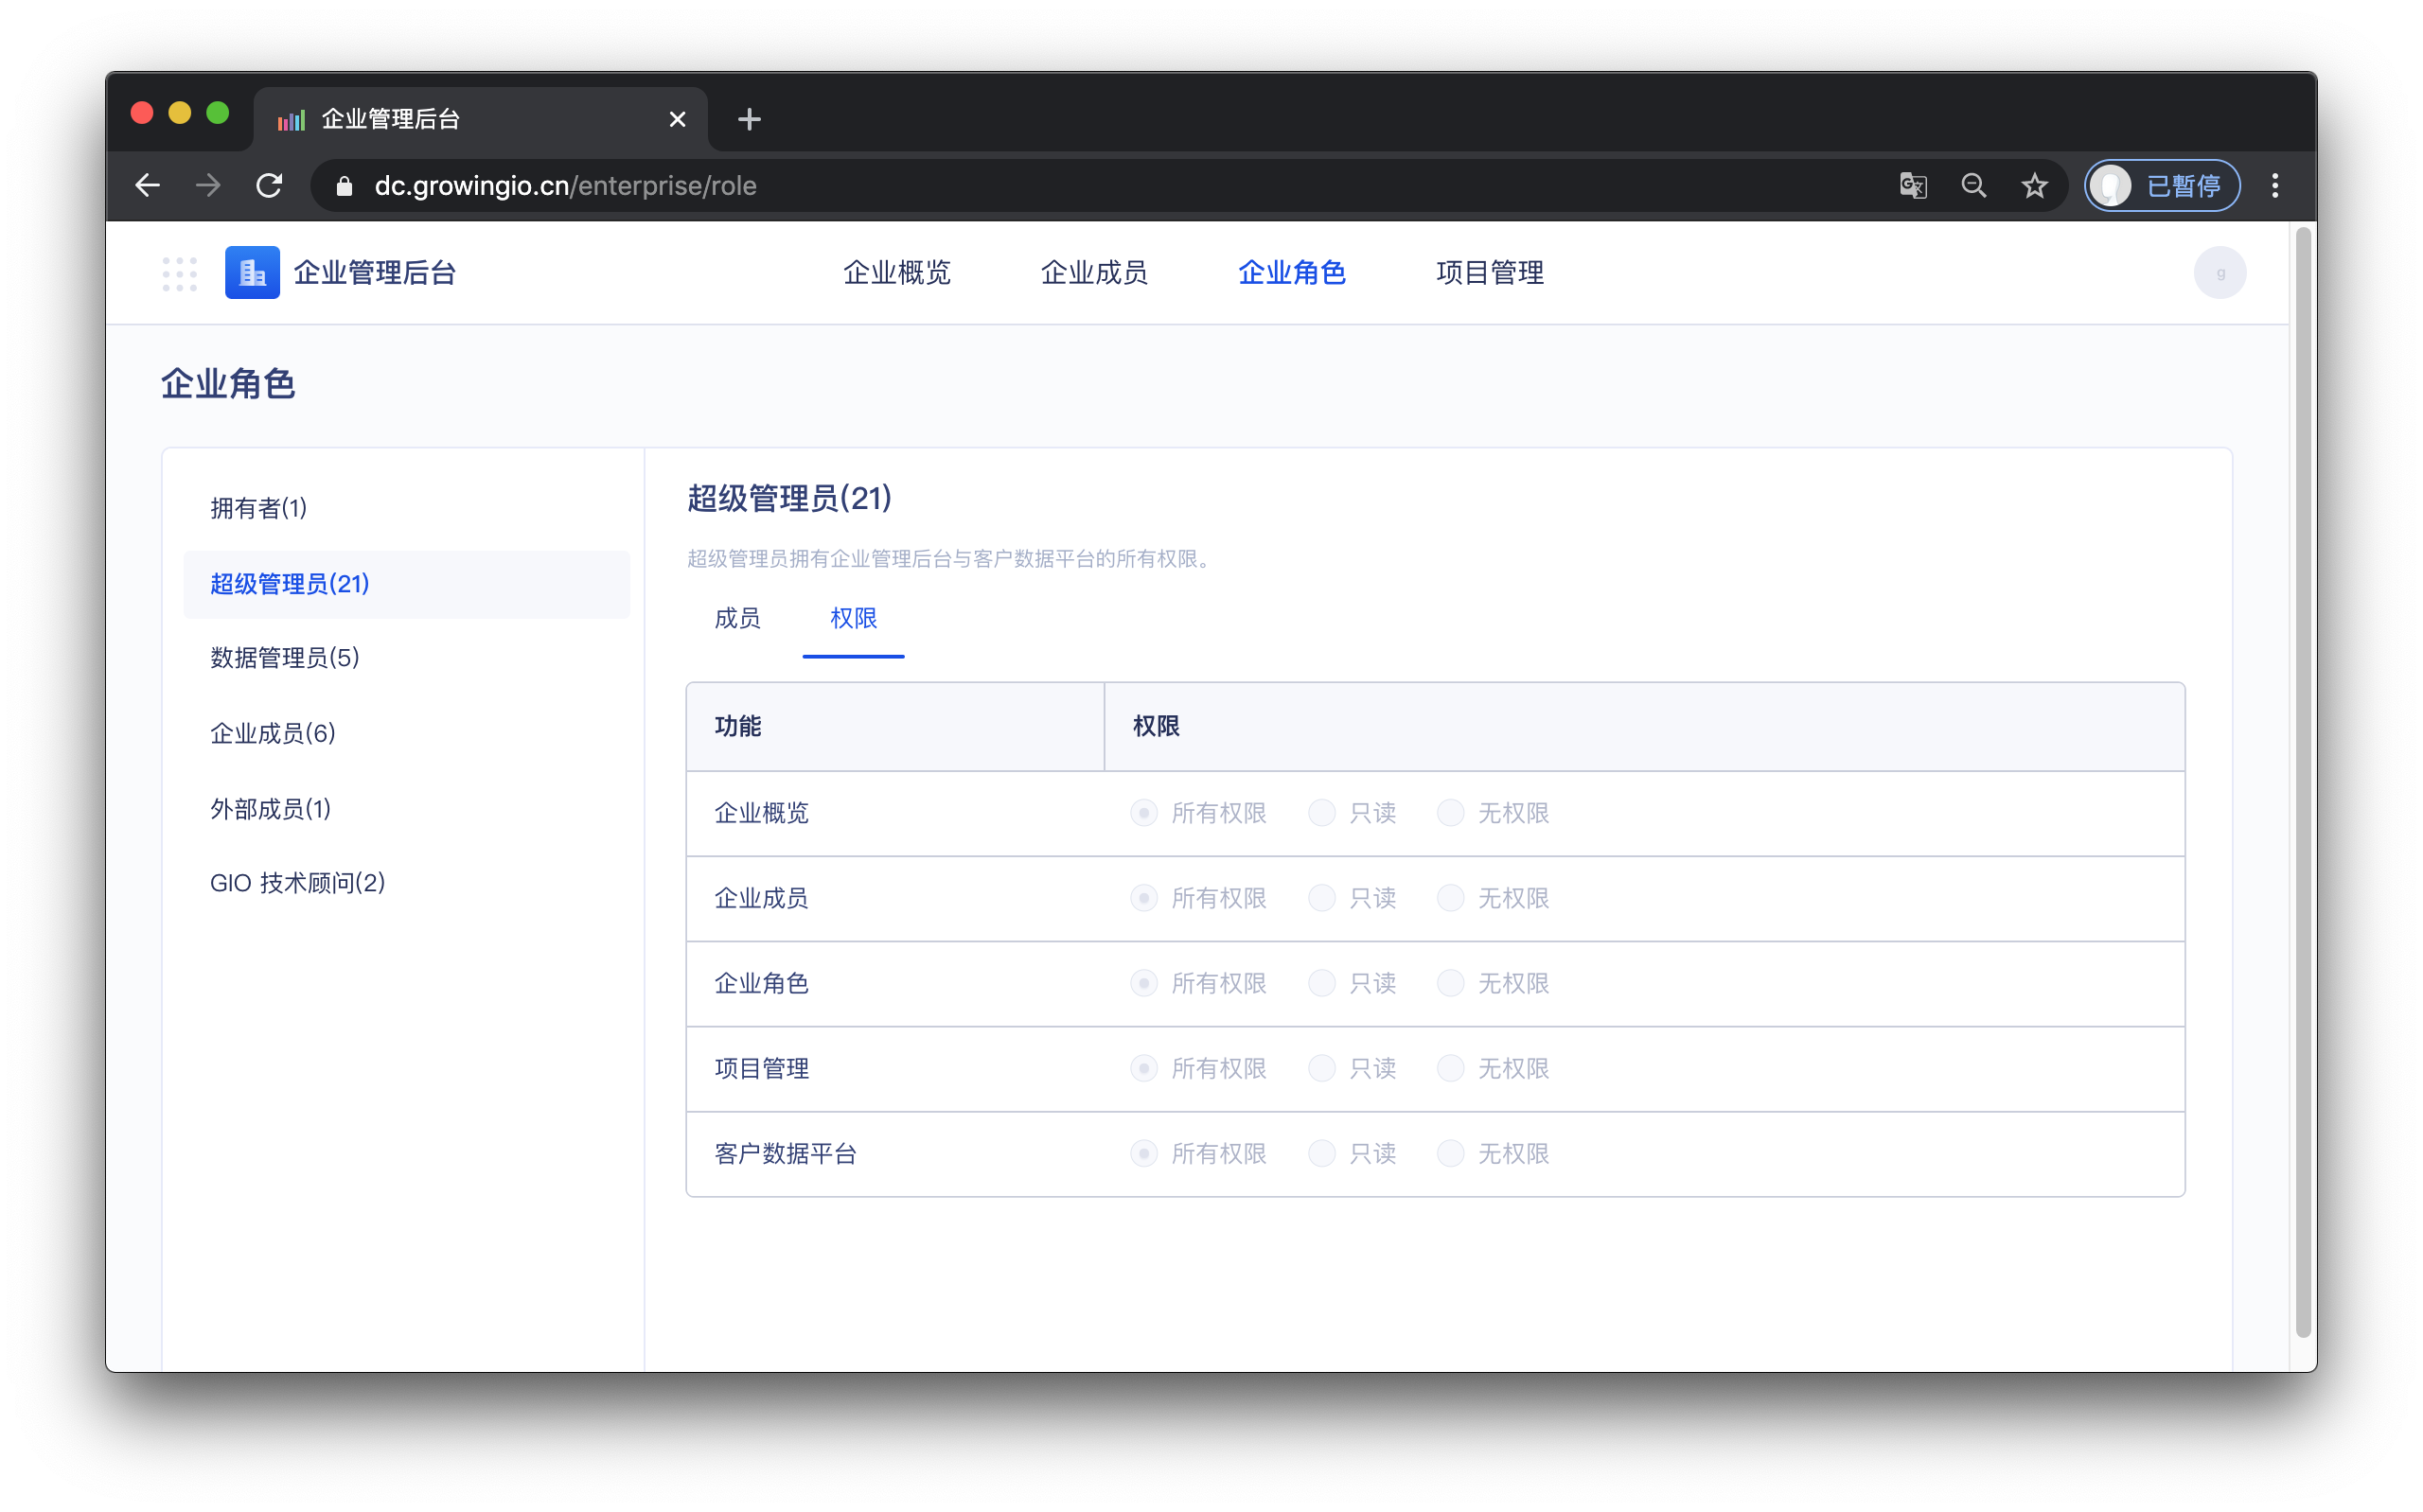 企业管理后台
dc.growingio.cn/enterprise/role
已暂停
企业管理后台 企业概览 企业成员 企业角色 项目管理 g
企业角色
拥有者(1)
超级管理员(21)
数据管理员(5)
企业成员(6)
外部成员(1)
GIO 技术顾问(2)
超级管理员(21)
超级管理员拥有企业管理后台与客户数据平台的所有权限。
成员 权限
功能 权限
企业概览 所有权限 只读 无权限
企业成员 所有权限 只读 无权限
企业角色 所有权限 只读 无权限
项目管理 所有权限 只读 无权限
客户数据平台 所有权限 只读 无权限